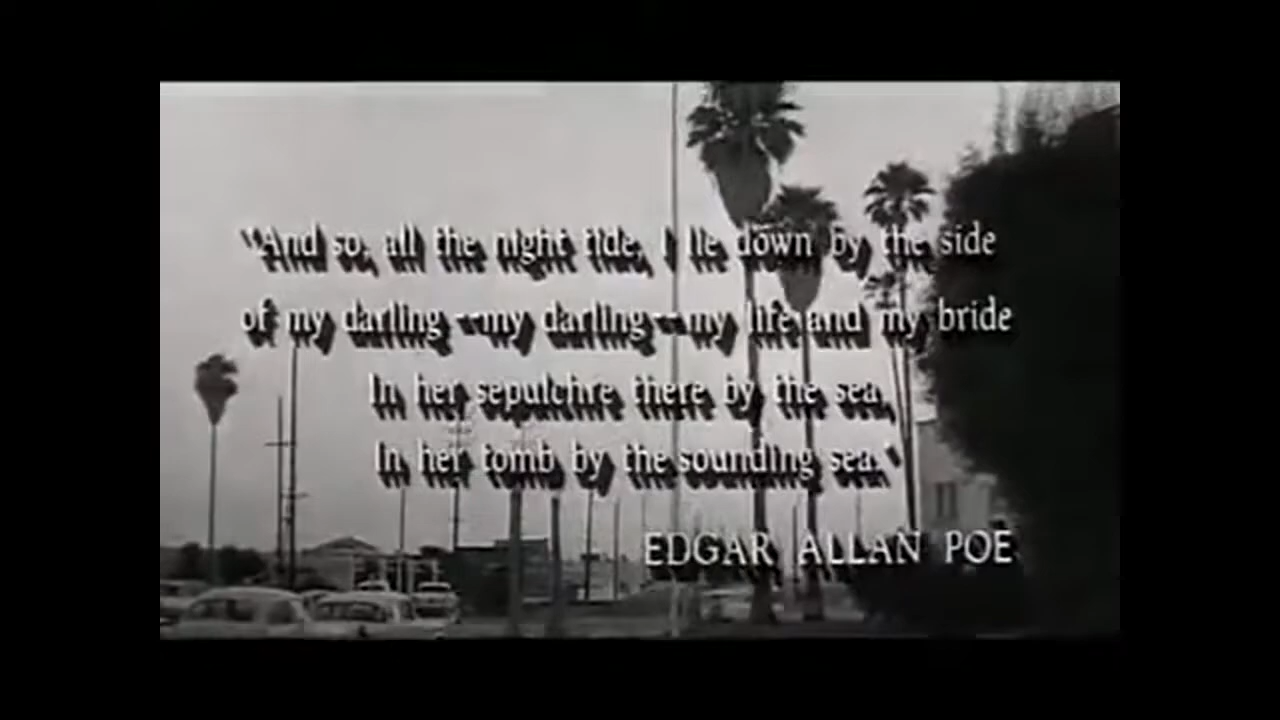 "And so, all the night tide, I lie down by the side
of my darling--my darling--my life and my bride
In her sepulchre there by the sea,
In her tomb by the sounding sea."
EDGAR ALLAN POE